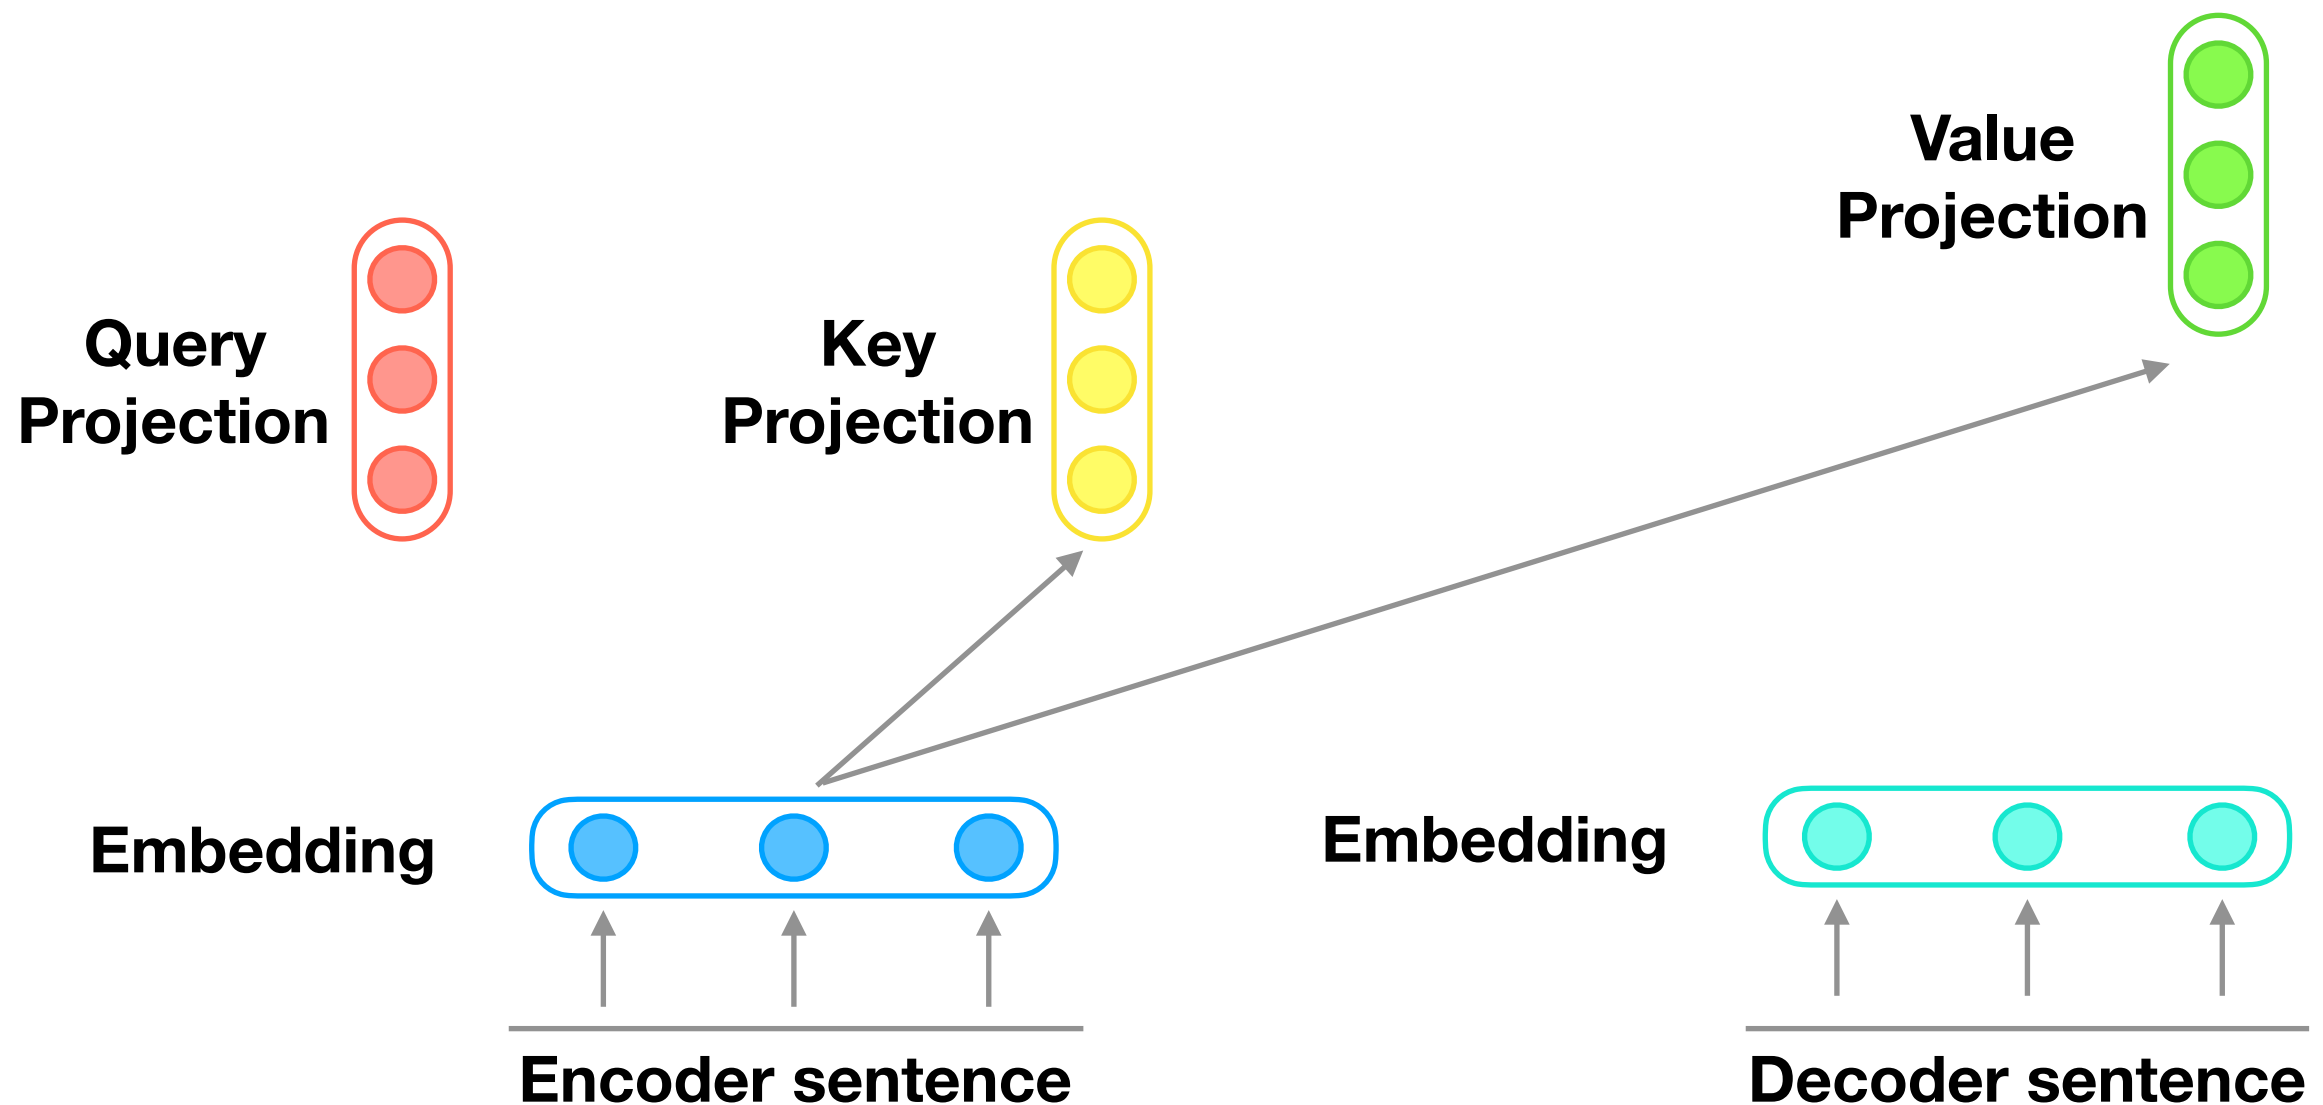 Value
Projection
Query
Projection
Key
Projection
Embedding
Embedding
Encoder sentence
Decoder sentence